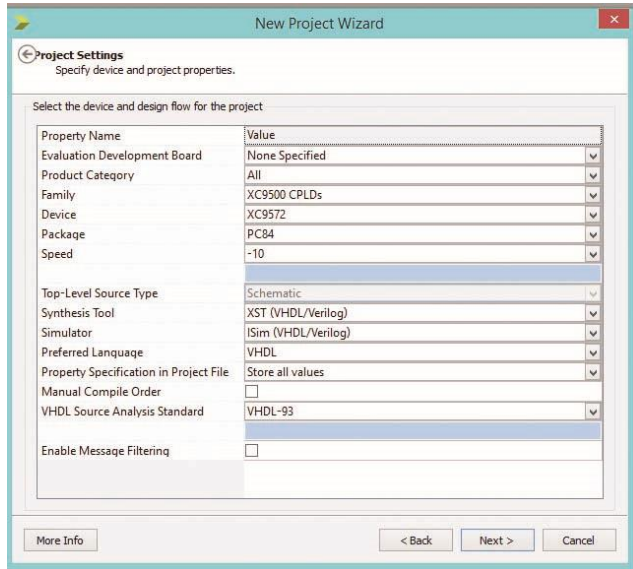 New Project Wizard
Project Settings
Specify device and project properties.
Select the device and design flow for the project
Property Name Value
Evaluation Development Board None Specified
Product Category All
Family XC9500 CPLDs
Device XC9572
Package PC84
Speed -10
Top-Level Source Type Schematic
Synthesis Tool XST (VHDL/Verilog)
Simulator ISim (VHDL/Verilog)
Preferred Language VHDL
Property Specification in Project File Store all values
Manual Compile Order
VHDL Source Analysis Standard VHDL-93
Enable Message Filtering
More Info < Back Next > Cancel